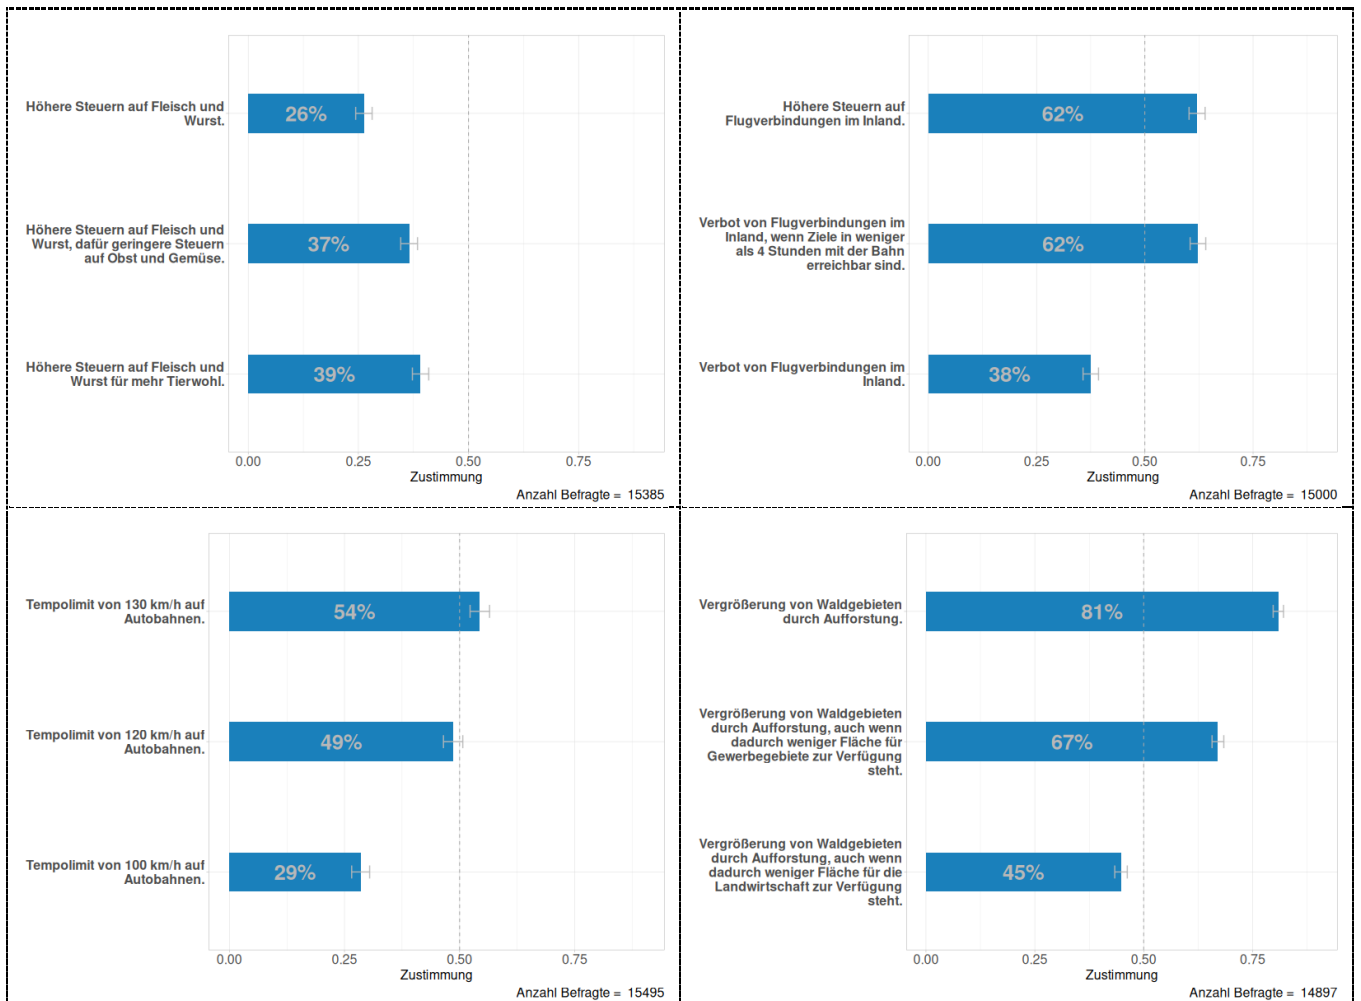 Höhere Steuern auf Fleisch und
Wurst.
26%
Höhere Steuern auf Fleisch und
Wurst, dafür geringere Steuern
auf Obst und Gemüse.
37%
Höhere Steuern auf Fleisch und
Wurst für mehr Tierwohl.
39%
0.00 0.25 0.50 0.75
Zustimmung
Anzahl Befragte = 15385
Höhere Steuern auf
Flugverbindungen im Inland.
62%
Verbot von Flugverbindungen im
Inland, wenn Ziele in weniger
als 4 Stunden mit der Bahn
erreichbar sind.
62%
Verbot von Flugverbindungen im
Inland.
38%
0.00 0.25 0.50 0.75
Zustimmung
Anzahl Befragte = 15000
Tempolimit von 130 km/h auf
Autobahnen.
54%
Tempolimit von 120 km/h auf
Autobahnen.
49%
Tempolimit von 100 km/h auf
Autobahnen.
29%
0.00 0.25 0.50 0.75
Zustimmung
Anzahl Befragte = 15495
Vergrößerung von Waldgebieten
durch Aufforstung.
81%
Vergrößerung von Waldgebieten
durch Aufforstung, auch wenn
dadurch weniger Fläche für
Gewerbegebiete zur Verfügung
steht.
67%
Vergrößerung von Waldgebieten
durch Aufforstung, auch wenn
dadurch weniger Fläche für die
Landwirtschaft zur Verfügung
steht.
45%
0.00 0.25 0.50 0.75
Zustimmung
Anzahl Befragte = 14897